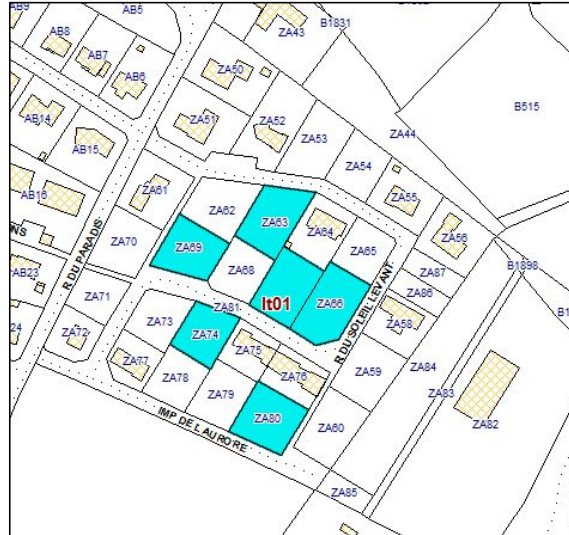 AB5
B1831
AB8
ZA43
AB7
ZA50
AB6
B515
AB14
ZA51
ZA52
ZA44
ZA53
AB15
ZA54
ZA61
AB16
ZA55
ZA62
ZA63
ZA64
ZA56
R DU PARADIS
ZA70
ZA69
ZA65
ZA68
B1898
AB23
ZA87
ZA71
ZA86
lt01
ZA66
ZA81
R DU SOLEIL LEVANT
ZA73
ZA58
ZA72
ZA74
ZA75
ZA77
ZA84
ZA76
ZA59
ZA78
ZA83
ZA79
ZA80
ZA82
IMP DE L AURORE
ZA60
ZA85